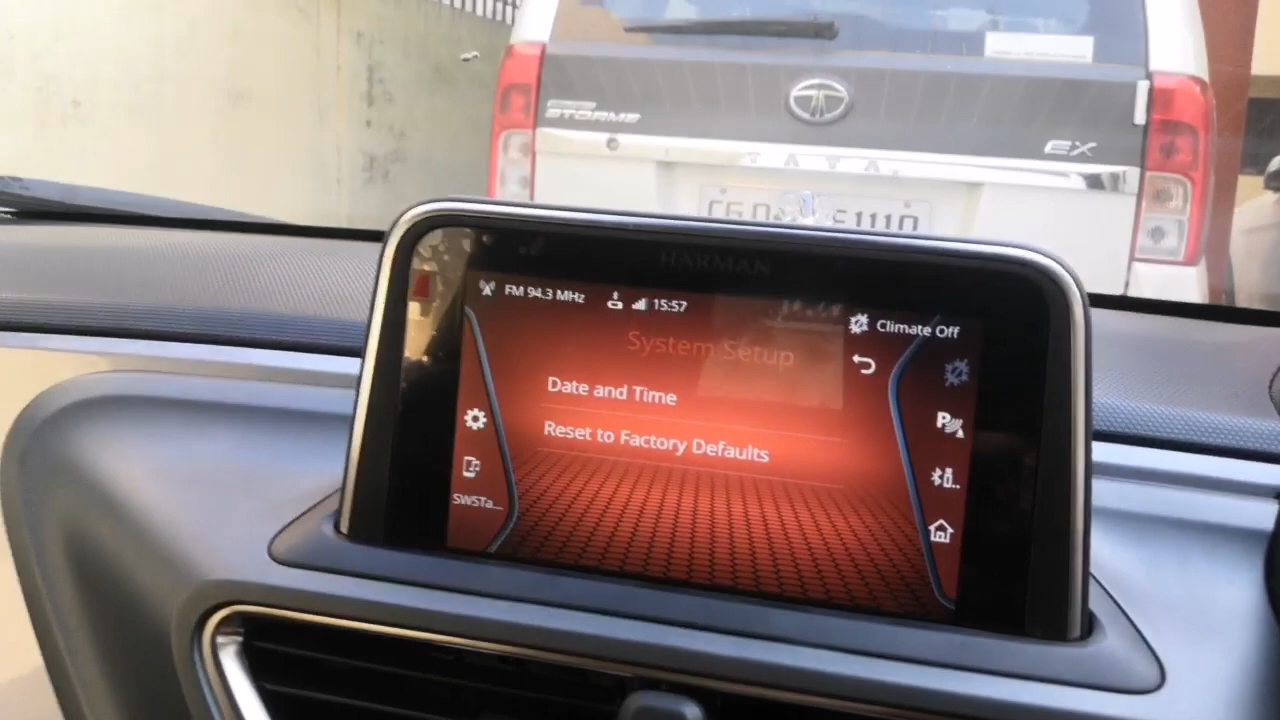 STORME
EX
TATA
HARMAN
FM 94.3 MHz
15:57
Climate Off
System Setup
Date and Time
Reset to Factory Defaults
SWSTa...